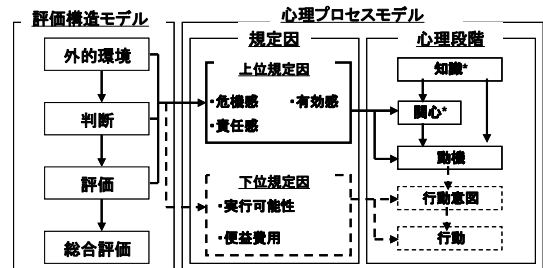 評価構造モデル
外的環境
判断
評価
総合評価
心理プロセスモデル
規定因
上位規定因
・危機感 ・有効感
・責任感
下位規定因
・実行可能性
・便益費用
心理段階
知識*
関心*
動機
行動意図
行動